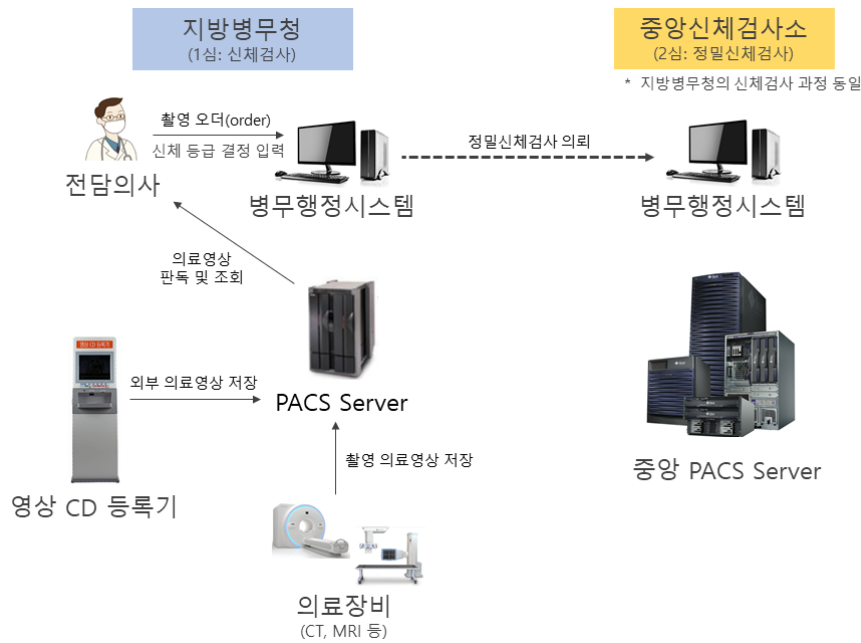 지방병무청
(1심: 신체검사)
중앙신체검사소
(2심: 정밀신체검사)
* 지방병무청의 신체검사 과정 동일
촬영 오더(order)
신체 등급 결정 입력
정밀신체검사 의뢰
전담의사
병무행정시스템
병무행정시스템
의료영상
판독 및 조회
영상 CD 등록기
외부 의료영상 저장
PACS Server
촬영 의료영상 저장
중앙 PACS Server
영상 CD 등록기
의료장비
(CT, MRI 등)